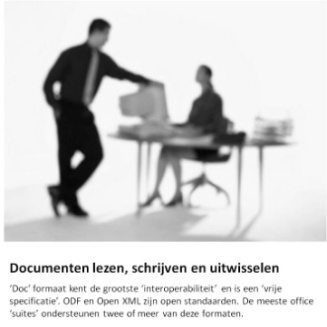 Documenten lezen, schrijven en uitwisselen
‘Doc’ formaat kent de grootste ‘interoperabiliteit’ en is een ‘vrije
specificatie’. ODF en Open XML zijn open standaarden. De meeste office
‘suites’ ondersteunen twee of meer van deze formaten.